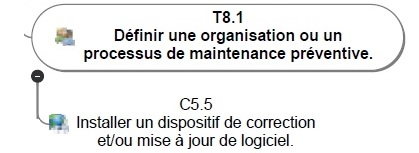 T8.1
Définir une organisation ou un
processus de maintenance préventive.
C5.5
Installer un dispositif de correction
et/ou mise à jour de logiciel.